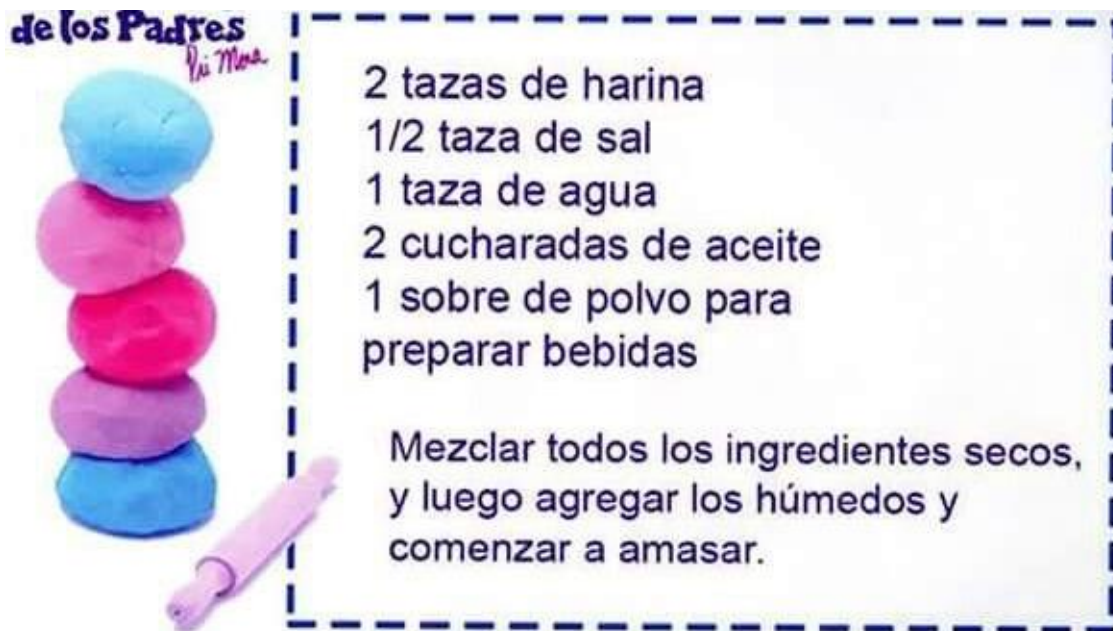 de los Padres
Pri Mena
2 tazas de harina
1/2 taza de sal
1 taza de agua
2 cucharadas de aceite
1 sobre de polvo para
preparar bebidas
Mezclar todos los ingredientes secos,
y luego agregar los húmedos y
comenzar a amasar.